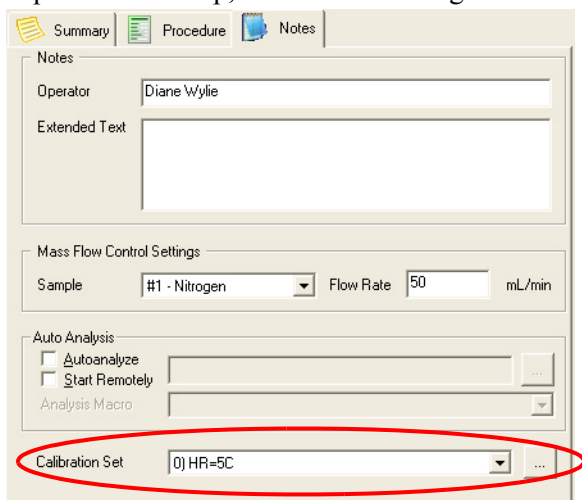 Summary Procedure Notes
Notes
Operator Diane Wylie
Extended Text
Mass Flow Control Settings
Sample #1 - Nitrogen Flow Rate 50 mL/min
Auto Analysis
Autoanalyze
Start Remotely ...
Analysis Macro
Calibration Set 0) HR=5C ...